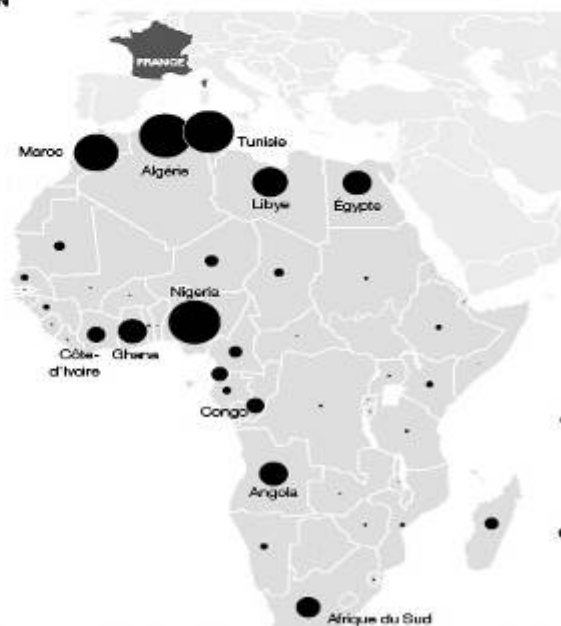 N
FRANCE
Maroc
Algérie
Tunisie
Libye
Égypte
Nigeria
Côte-
d'Ivoire
Ghana
Congo
Angola
Afrique du Sud